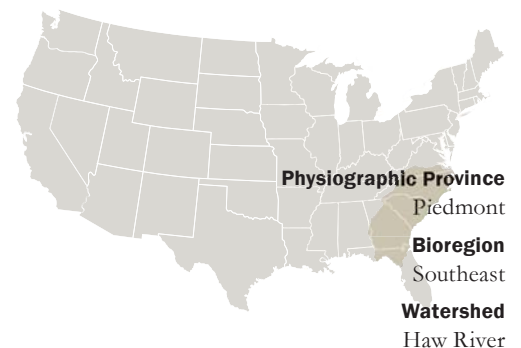 Physiographic Province
Piedmont
Bioregion
Southeast
Watershed
Haw River